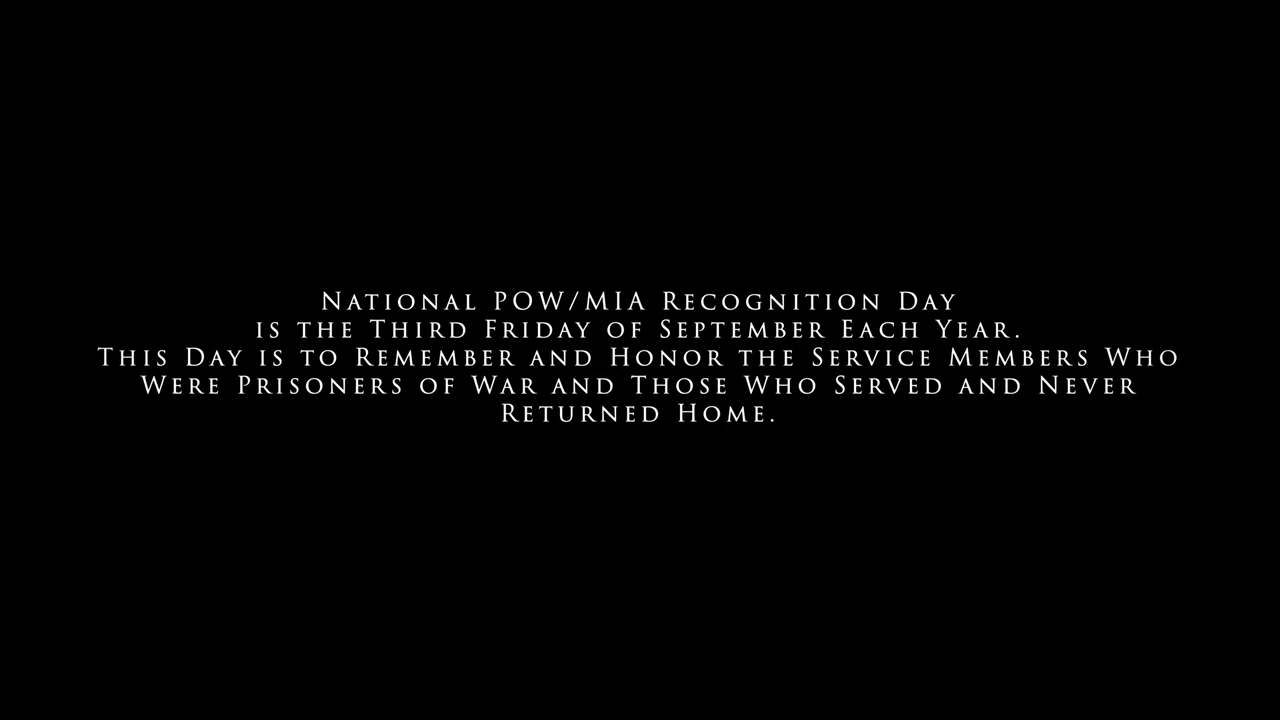 National POW/MIA Recognition Day
is the Third Friday of September Each Year.
This Day is to Remember and Honor the Service Members Who
Were Prisoners of War and Those Who Served and Never
Returned Home.